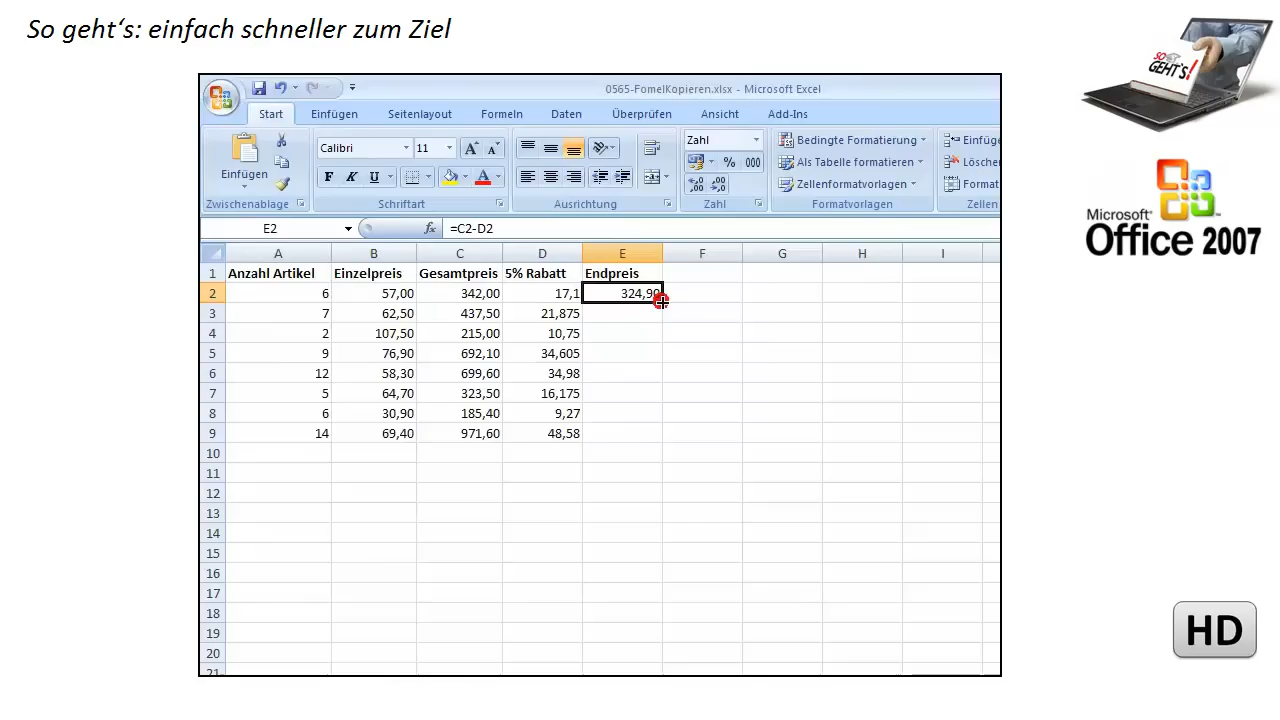 So geht's: einfach schneller zum Ziel
SO GEHT'S!
Microsoft
Office 2007
HD
0565-FomelKopieren.xlsx - Microsoft Excel
Start Einfügen Seitenlayout Formeln Daten Überprüfen Ansicht Add-Ins
Einfügen
Zwischenablage
Calibri 11
F K U
Schriftart
Ausrichtung
Zahl
% 000
Zahl
Bedingte Formatierung
Als Tabelle formatieren
Zellenformatvorlagen
Formatvorlagen
Einfüge
Löscher
Format
Zellen
E2 fx =C2-D2
A B C D E F G H I
1 Anzahl Artikel Einzelpreis Gesamtpreis 5% Rabatt Endpreis
2 6 57,00 342,00 17,1 324,90
3 7 62,50 437,50 21,875
4 2 107,50 215,00 10,75
5 9 76,90 692,10 34,605
6 12 58,30 699,60 34,98
7 5 64,70 323,50 16,175
8 6 30,90 185,40 9,27
9 14 69,40 971,60 48,58
10
11
12
13
14
15
16
17
18
19
20
21